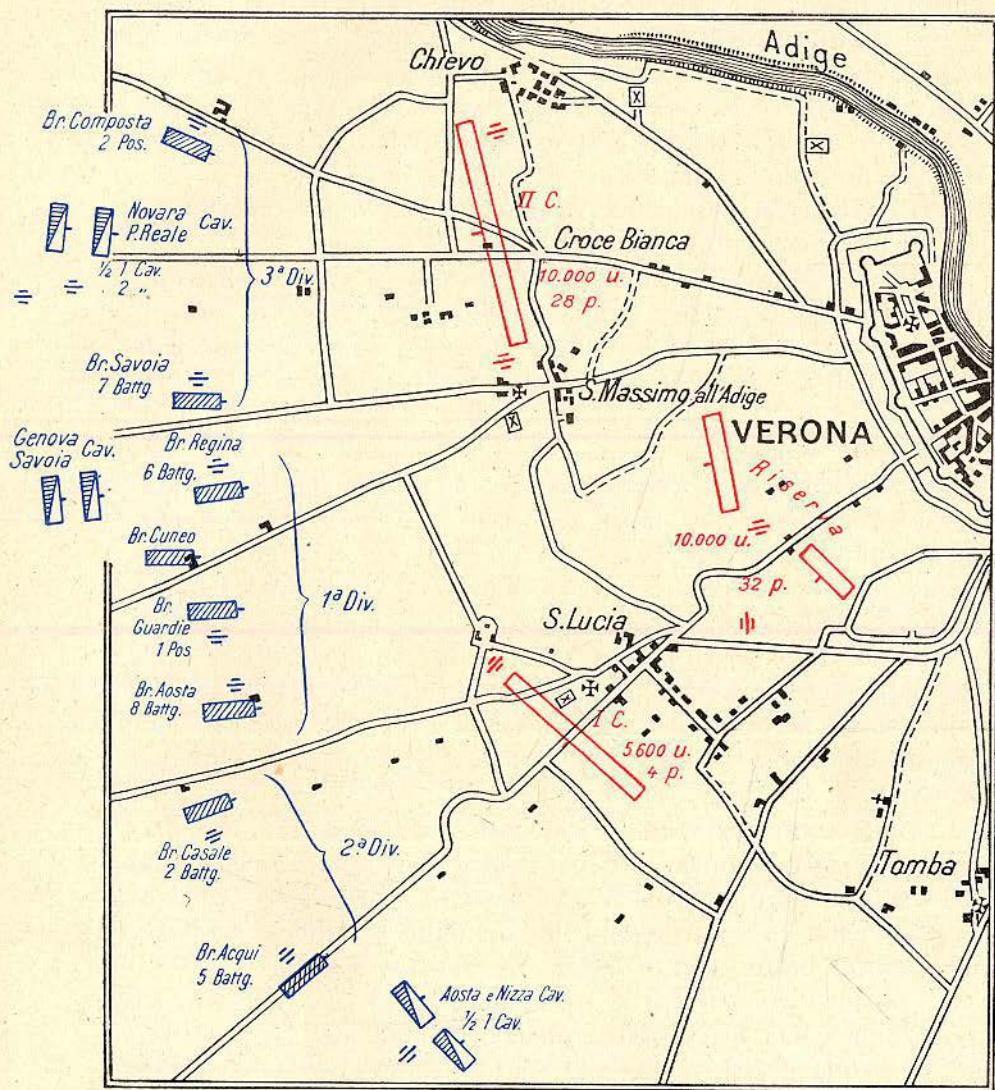 Adige
Chievo
Br. Composta
2 Pos.
Novara
P.Reale
Cav.
½ 1 Cav.
2 "
3ª Div.
Br. Savoia
7 Battg.
II C.
Croce Bianca
10.000 u.
28 p.
S. Massimo all'Adige
VERONA
Riserva
10.000 u.
32 p.
Genova
Savoia
Cav.
Br. Regina
6 Battg.
Br. Cuneo
Br.
Guardie
1 Pos
1ª Div.
Br. Aosta
8 Battg.
S. Lucia
I C.
5.600 u.
4 p.
Br. Casale
2 Battg.
2ª Div.
Tomba
Br. Acqui
5 Battg.
Aosta e Nizza Cav.
½ 1 Cav.